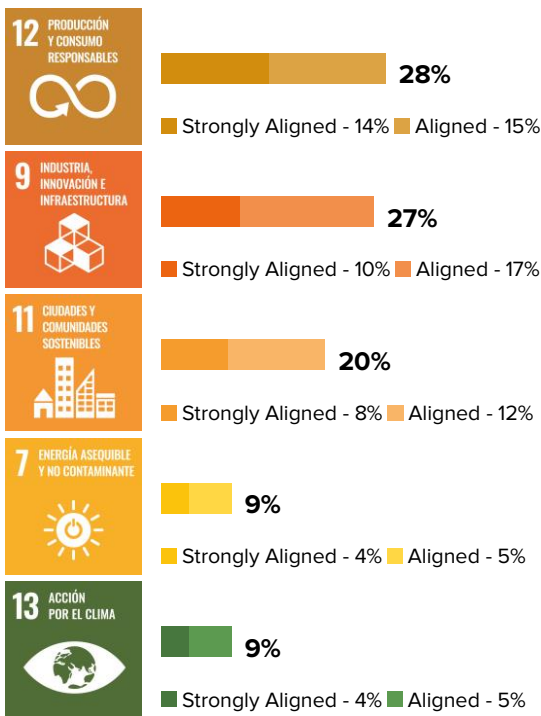 12 PRODUCCIÓN
Y CONSUMO
RESPONSABLES
28%
Strongly Aligned - 14% Aligned - 15%
9 INDUSTRIA,
INNOVACIÓN E
INFRAESTRUCTURA
27%
Strongly Aligned - 10% Aligned - 17%
11 CIUDADES Y
COMUNIDADES
SOSTENIBLES
20%
Strongly Aligned - 8% Aligned - 12%
7 ENERGÍA ASEQUIBLE
Y NO CONTAMINANTE
9%
Strongly Aligned - 4% Aligned - 5%
13 ACCIÓN
POR EL CLIMA
9%
Strongly Aligned - 4% Aligned - 5%